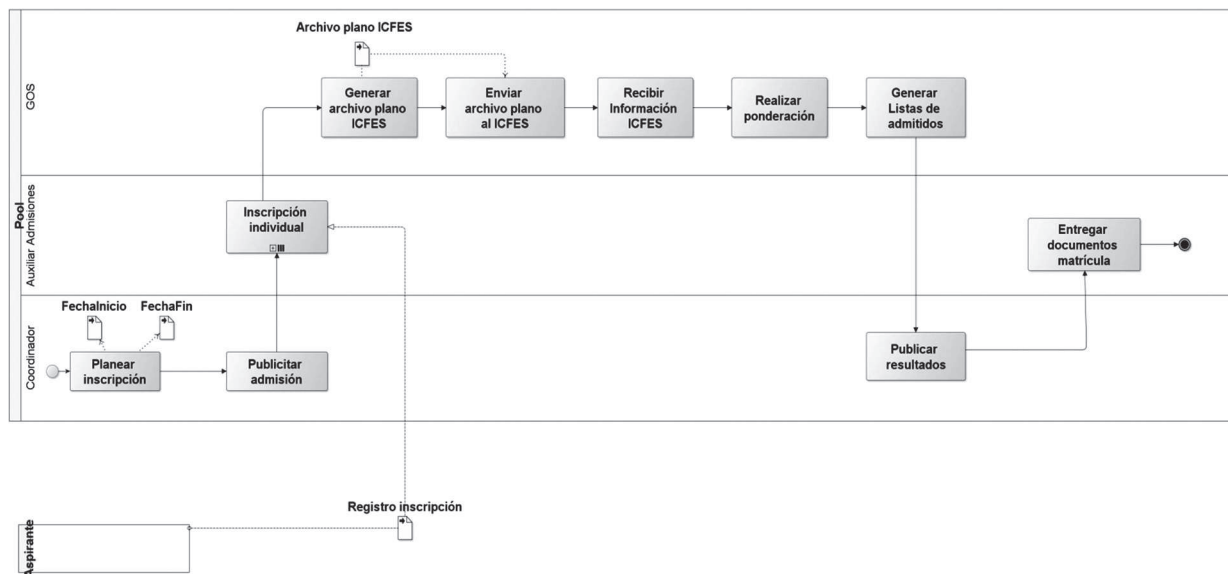 Pool
GOS
Archivo plano ICFES
Generar
archivo plano
ICFES
Enviar
archivo plano
al ICFES
Recibir
Información
ICFES
Realizar
ponderación
Generar
Listas de
admitidos
Auxiliar Admisiones
Inscripción
individual
Entregar
documentos
matrícula
Coordinador
FechaInicio
FechaFin
Planear
inscripción
Publicitar
admisión
Publicar
resultados
Registro inscripción
Aspirante